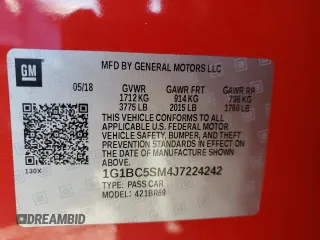 GM
MFD BY GENERAL MOTORS LLC
05/18 GVWR GAWR FRT GAWR RR
1712 KG 914 KG 798 KG
3775 LB 2015 LB 1760 LB
THIS VEHICLE CONFORMS TO ALL APPLICABLE
U.S. FEDERAL MOTOR VEHICLE SAFETY, BUMPER, AND THEFT
PREVENTION STANDARDS IN EFFECT ON THE
DATE OF MANUFACTURE SHOWN ABOVE.
130X
1G1BC5SM4J7224242
TYPE: PASS CAR
MODEL: 421BR69
DREAMBID